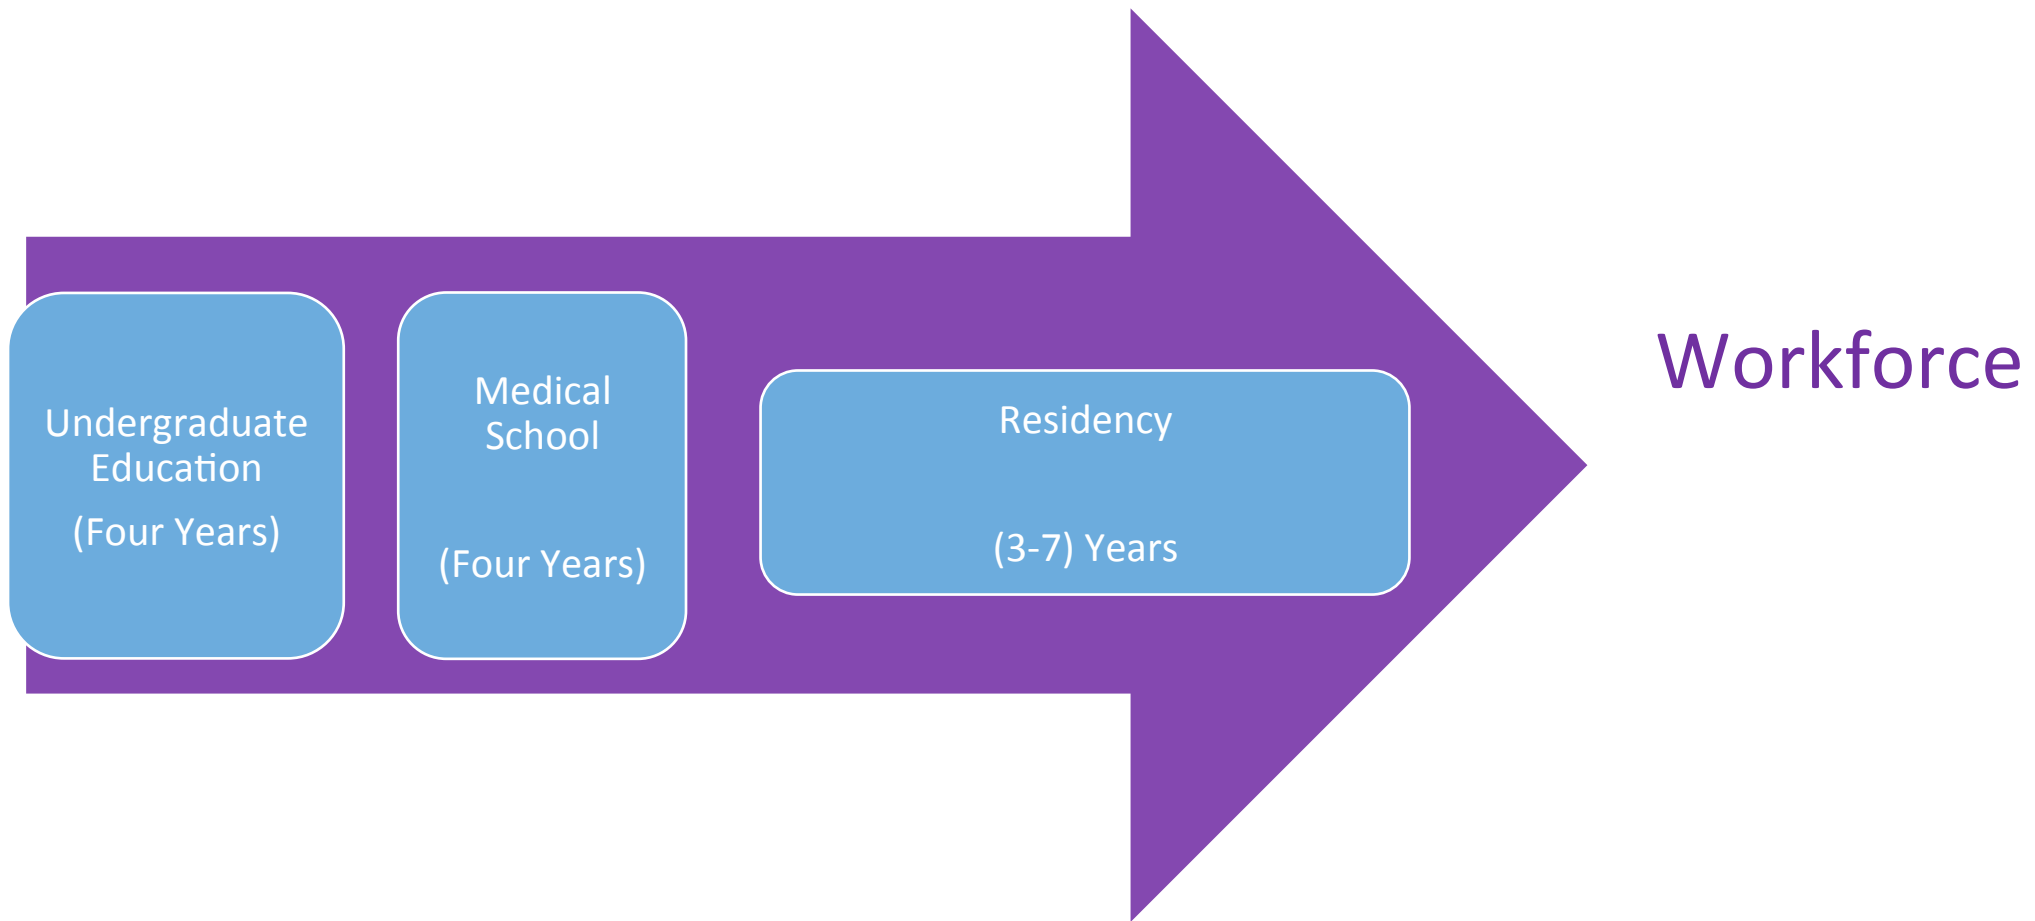 Undergraduate
Education
(Four Years)
Medical
School
(Four Years)
Residency
(3-7) Years
Workforce